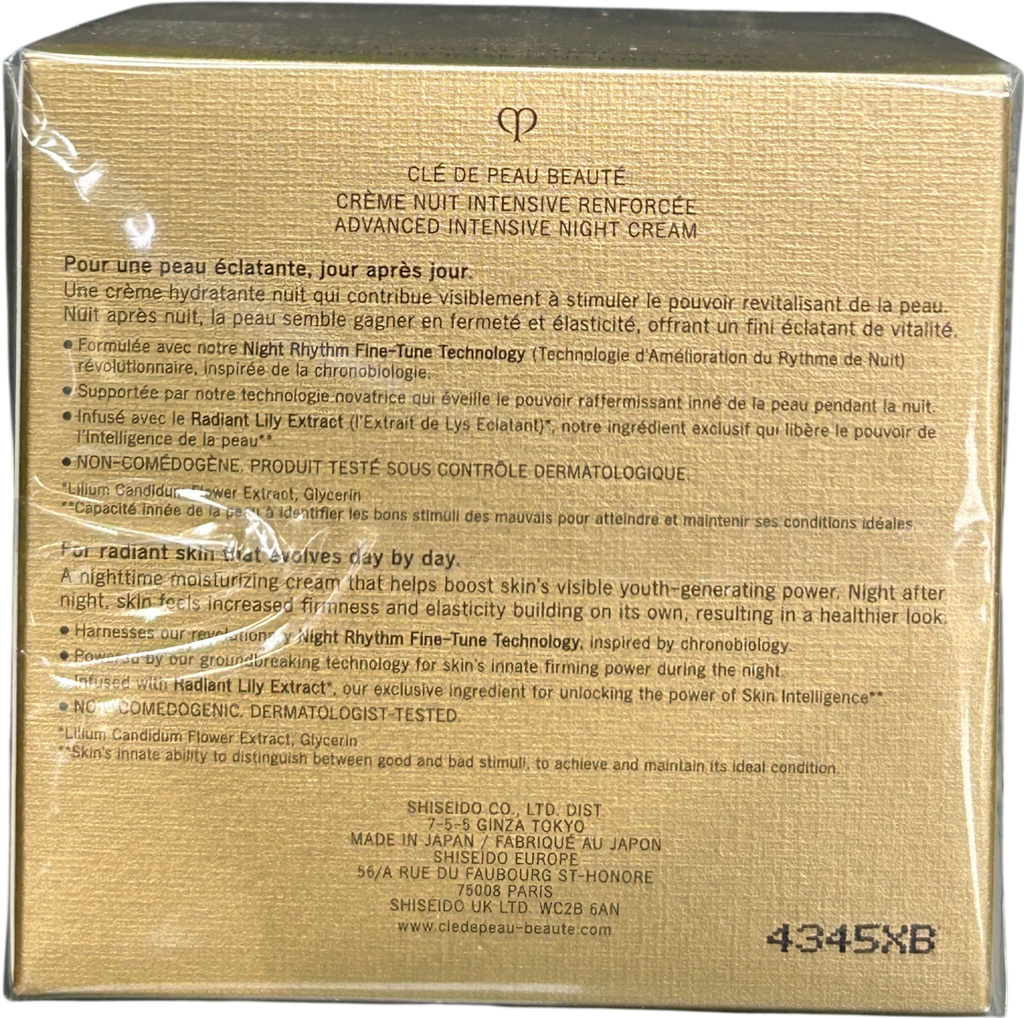 CLÉ DE PEAU BEAUTÉ
CRÈME NUIT INTENSIVE RENFORCÉE
ADVANCED INTENSIVE NIGHT CREAM
Pour une peau éclatante, jour après jour.
Une crème hydratante nuit qui contribue visiblement à stimuler le pouvoir revitalisant de la peau.
Nuit après nuit, la peau semble gagner en fermeté et élasticité, offrant un fini éclatant de vitalité.
• Formulée avec notre Night Rhythm Fine-Tune Technology (Technologie d'Amélioration du Rythme de Nuit)
révolutionnaire, inspirée de la chronobiologie.
• Supportée par notre technologie novatrice qui éveille le pouvoir raffermissant inné de la peau pendant la nuit.
• Infusé avec le Radiant Lily Extract (l'Extrait de Lys Eclatant)*, notre ingrédient exclusif qui libère le pouvoir de
l'Intelligence de la peau**
• NON-COMÉDOGÈNE. PRODUIT TESTÉ SOUS CONTRÔLE DERMATOLOGIQUE.
*Lilium Candidum Flower Extract, Glycerin
**Capacité innée de la peau à identifier les bons stimuli des mauvais pour atteindre et maintenir ses conditions idéales.
For radiant skin that evolves day by day.
A nighttime moisturizing cream that helps boost skin's visible youth-generating power. Night after
night, skin feels increased firmness and elasticity building on its own, resulting in a healthier look.
• Harnesses our revolutionary Night Rhythm Fine-Tune Technology, inspired by chronobiology.
• Powered by our groundbreaking technology for skin's innate firming power during the night.
• Infused with Radiant Lily Extract*, our exclusive ingredient for unlocking the power of Skin Intelligence**
• NON-COMEDOGENIC. DERMATOLOGIST-TESTED.
*Lilium Candidum Flower Extract, Glycerin
**Skin's innate ability to distinguish between good and bad stimuli, to achieve and maintain its ideal condition.
SHISEIDO CO., LTD. DIST.
7-5-5 GINZA TOKYO
MADE IN JAPAN / FABRIQUÉ AU JAPON
SHISEIDO EUROPE
56/A RUE DU FAUBOURG ST-HONORE
75008 PARIS
SHISEIDO UK LTD. WC2B 6AN
www.cledepeau-beaute.com
4345XB